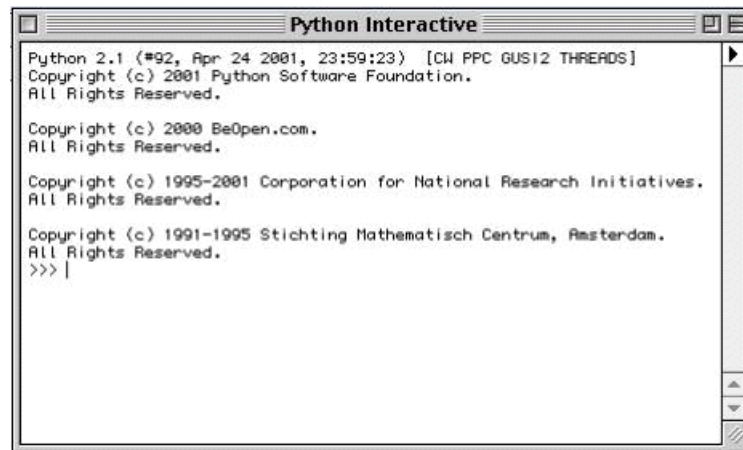 Python Interactive
Python 2.1 (#92, Apr 24 2001, 23:59:23)  [CW PPC GUSI2 THREADS]
Copyright (c) 2001 Python Software Foundation.
All Rights Reserved.
Copyright (c) 2000 BeOpen.com.
All Rights Reserved.
Copyright (c) 1995-2001 Corporation for National Research Initiatives.
All Rights Reserved.
Copyright (c) 1991-1995 Stichting Mathematisch Centrum, Amsterdam.
All Rights Reserved.
>>>